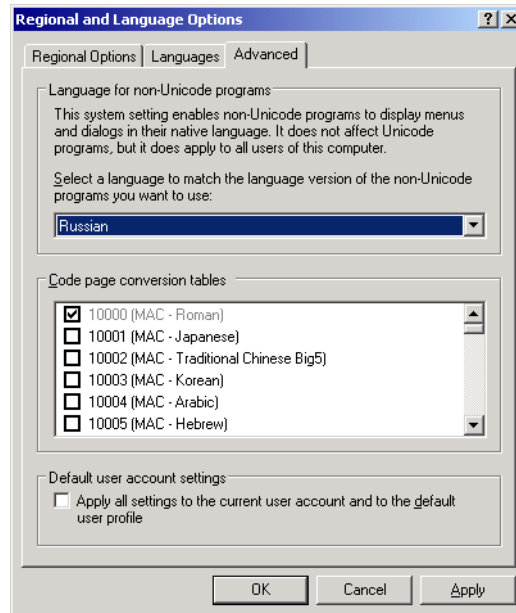 Regional and Language Options
Regional Options
Languages
Advanced
Language for non-Unicode programs
This system setting enables non-Unicode programs to display menus
and dialogs in their native language. It does not affect Unicode
programs, but it does apply to all users of this computer.
Select a language to match the language version of the non-Unicode
programs you want to use:
Russian
Code page conversion tables
10000 (MAC - Roman)
10001 (MAC - Japanese)
10002 (MAC - Traditional Chinese Big5)
10003 (MAC - Korean)
10004 (MAC - Arabic)
10005 (MAC - Hebrew)
Default user account settings
Apply all settings to the current user account and to the default
user profile
OK
Cancel
Apply